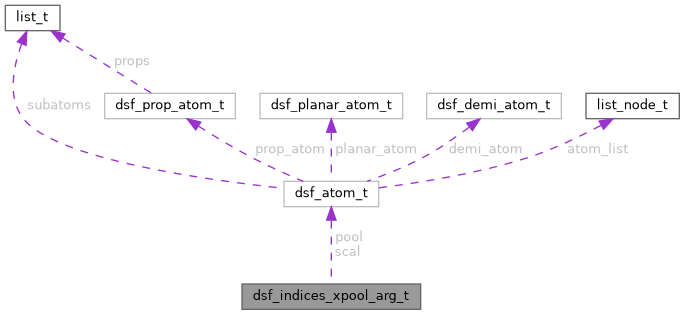 list_t
props
subatoms
dsf_prop_atom_t
dsf_planar_atom_t
dsf_demi_atom_t
list_node_t
prop_atom
planar_atom
demi_atom
atom_list
dsf_atom_t
pool
scal
dsf_indices_xpool_arg_t